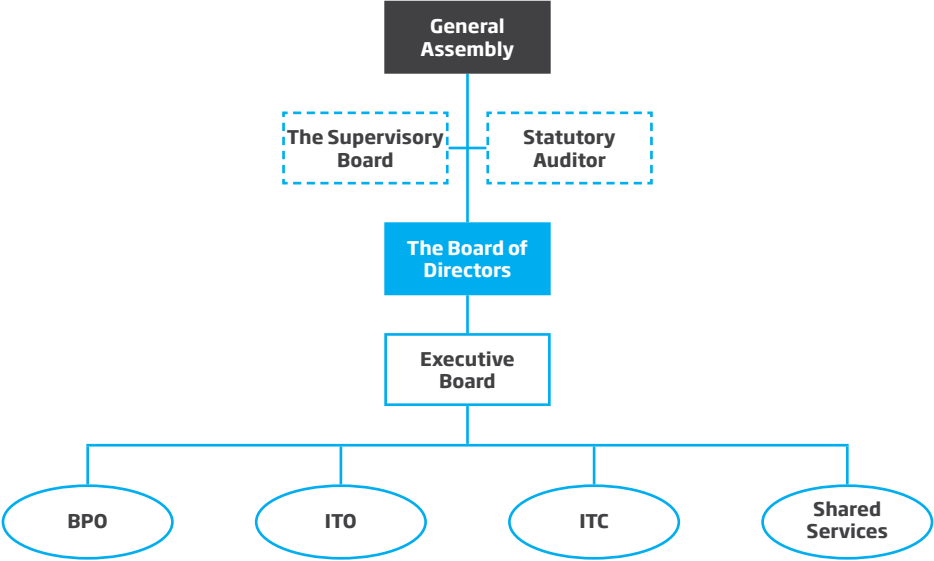 General
Assembly
The Supervisory
Board
Statutory
Auditor
The Board of
Directors
Executive
Board
BPO
ITO
ITC
Shared
Services